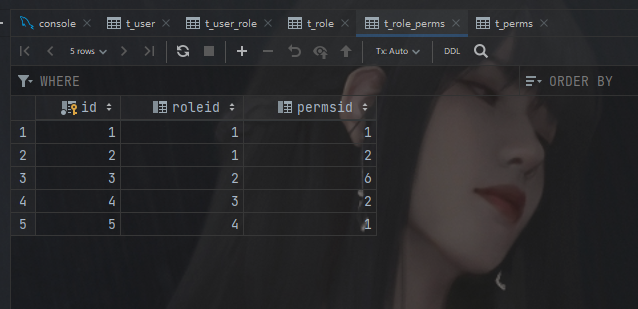 console t_user t_user_role t_role t_role_perms t_perms
5 rows Tx: Auto DDL
WHERE ORDER BY
id roleid permsid
1 1 1 1
2 2 1 2
3 3 2 6
4 4 3 2
5 5 4 1